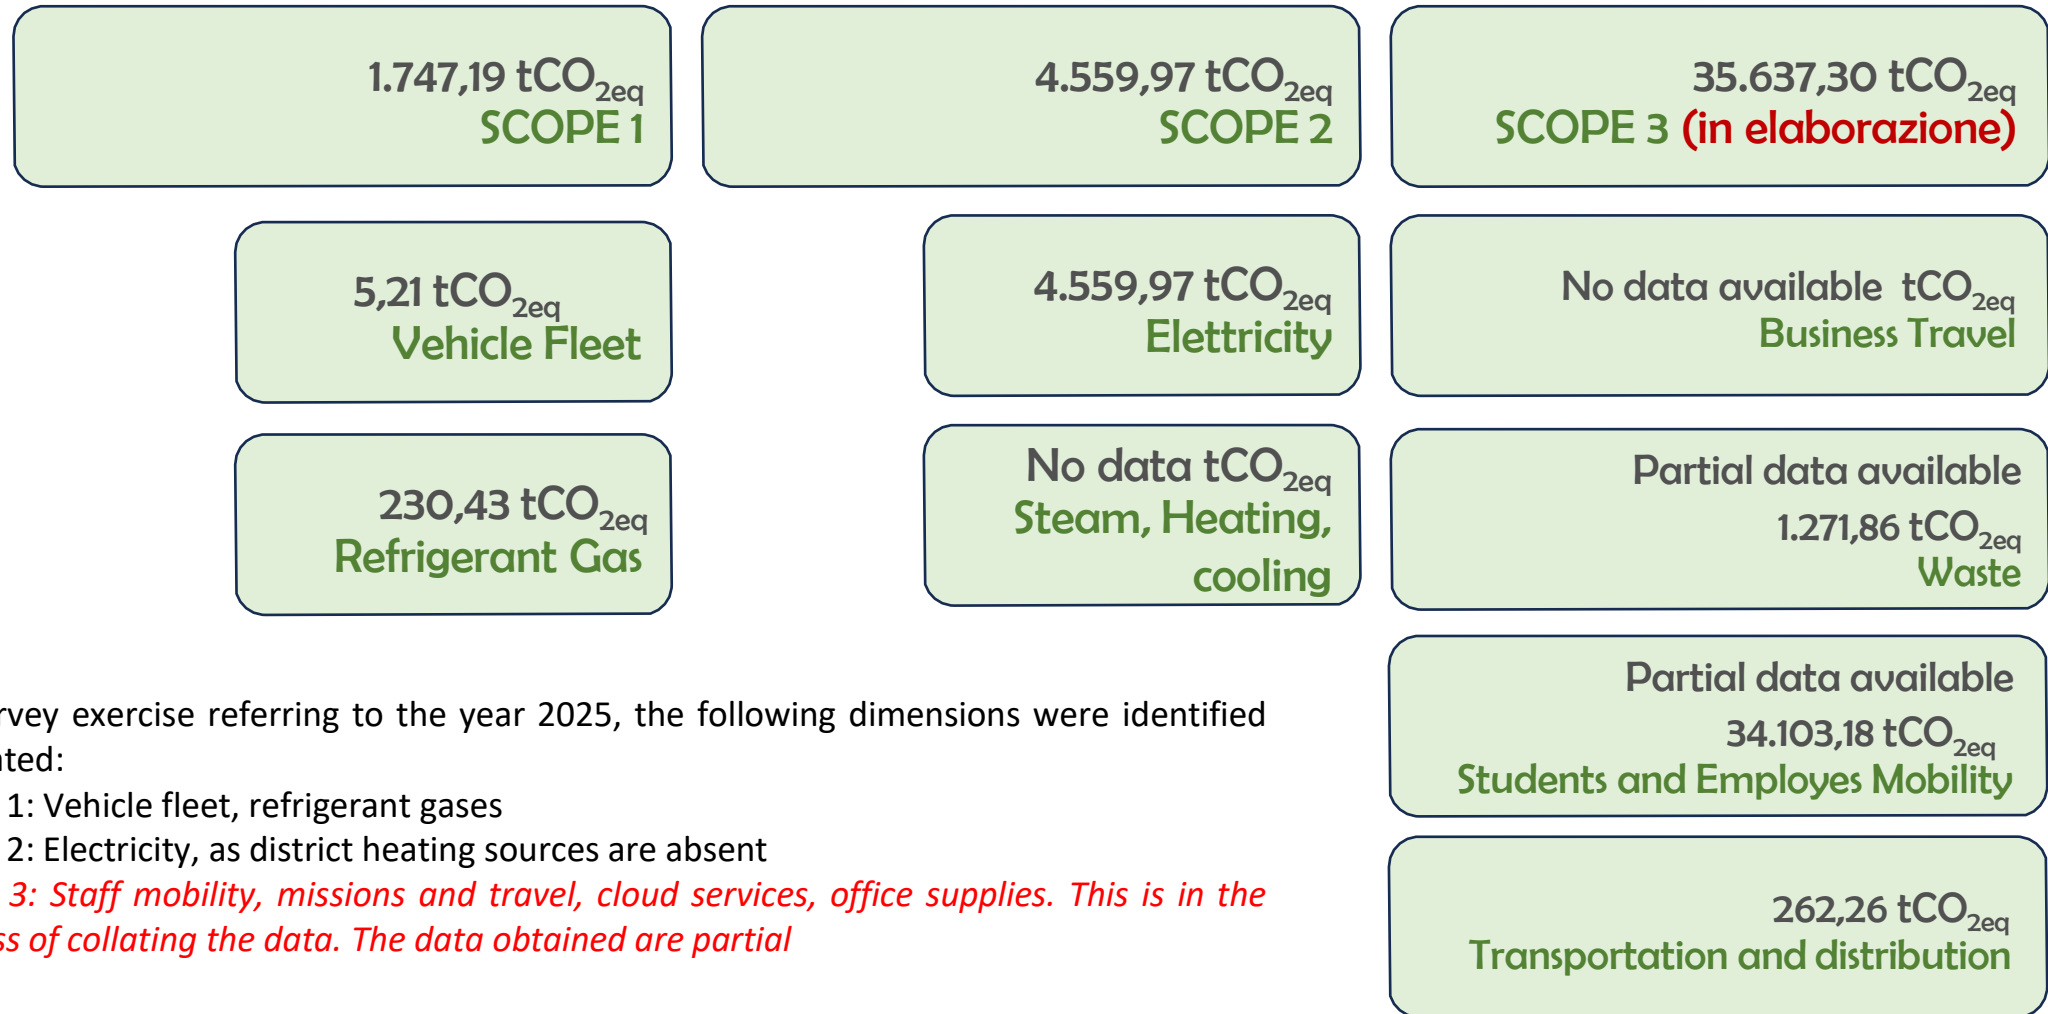 1.747,19 tCO2eq
SCOPE 1
4.559,97 tCO2eq
SCOPE 2
35.637,30 tCO2eq
SCOPE 3 (in elaborazione)
5,21 tCO2eq
Vehicle Fleet
4.559,97 tCO2eq
Elettricity
No data available tCO2eq
Business Travel
230,43 tCO2eq
Refrigerant Gas
No data tCO2eq
Steam, Heating,
cooling
Partial data available
1.271,86 tCO2eq
Waste
Partial data available
34.103,18 tCO2eq
Students and Employes Mobility
262,26 tCO2eq
Transportation and distribution
exercise referring to the year 2025, the following dimensions were identified
1: Vehicle fleet, refrigerant gases
2: Electricity, as district heating sources are absent
3: Staff mobility, missions and travel, cloud services, office supplies. This is in the
of collating the data. The data obtained are partial